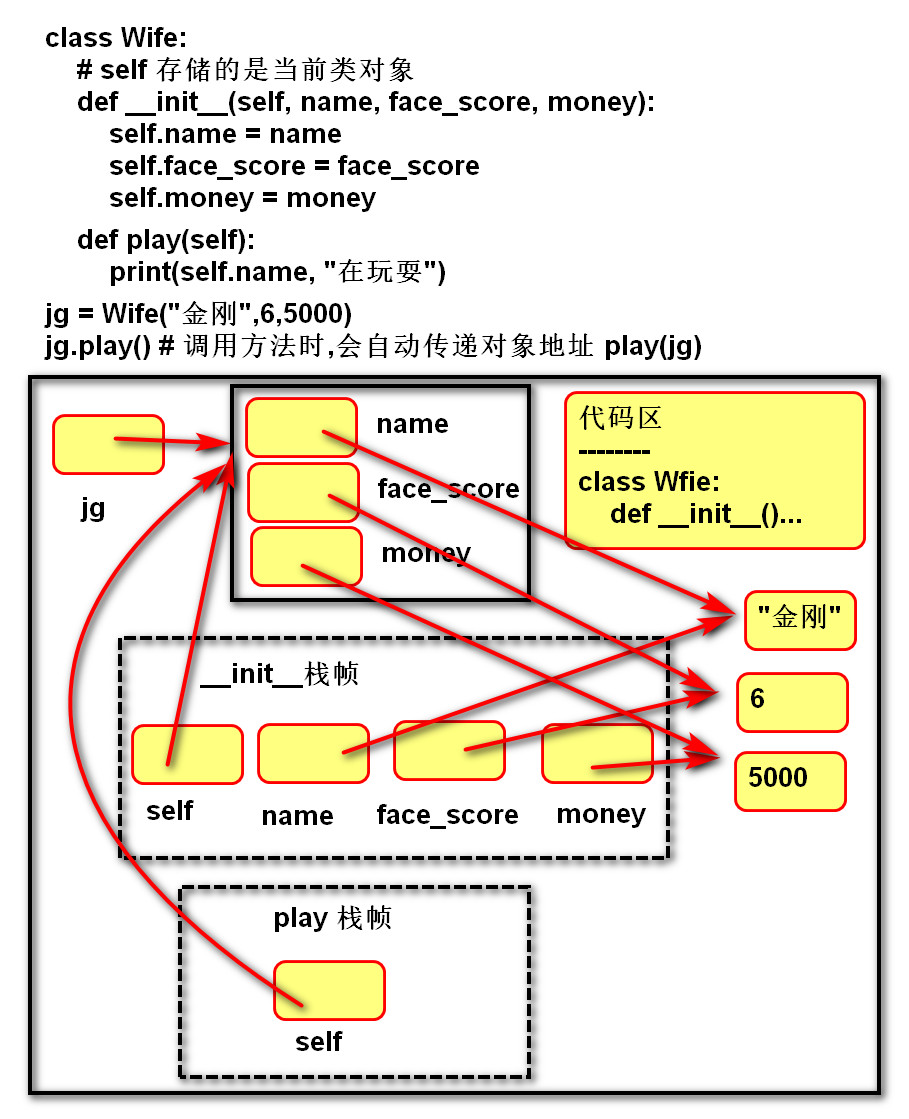 class Wife:
# self 存储的是当前类对象
def __init__(self, name, face_score, money):
self.name = name
self.face_score = face_score
self.money = money
def play(self):
print(self.name, "在玩耍")
jg = Wife("金刚",6,5000)
jg.play() # 调用方法时,会自动传递对象地址 play(jg)
jg
name
face_score
money
代码区
--------
class Wfie:
def __init__()...
"金刚"
6
5000
__init__栈帧
self
name
face_score
money
play 栈帧
self